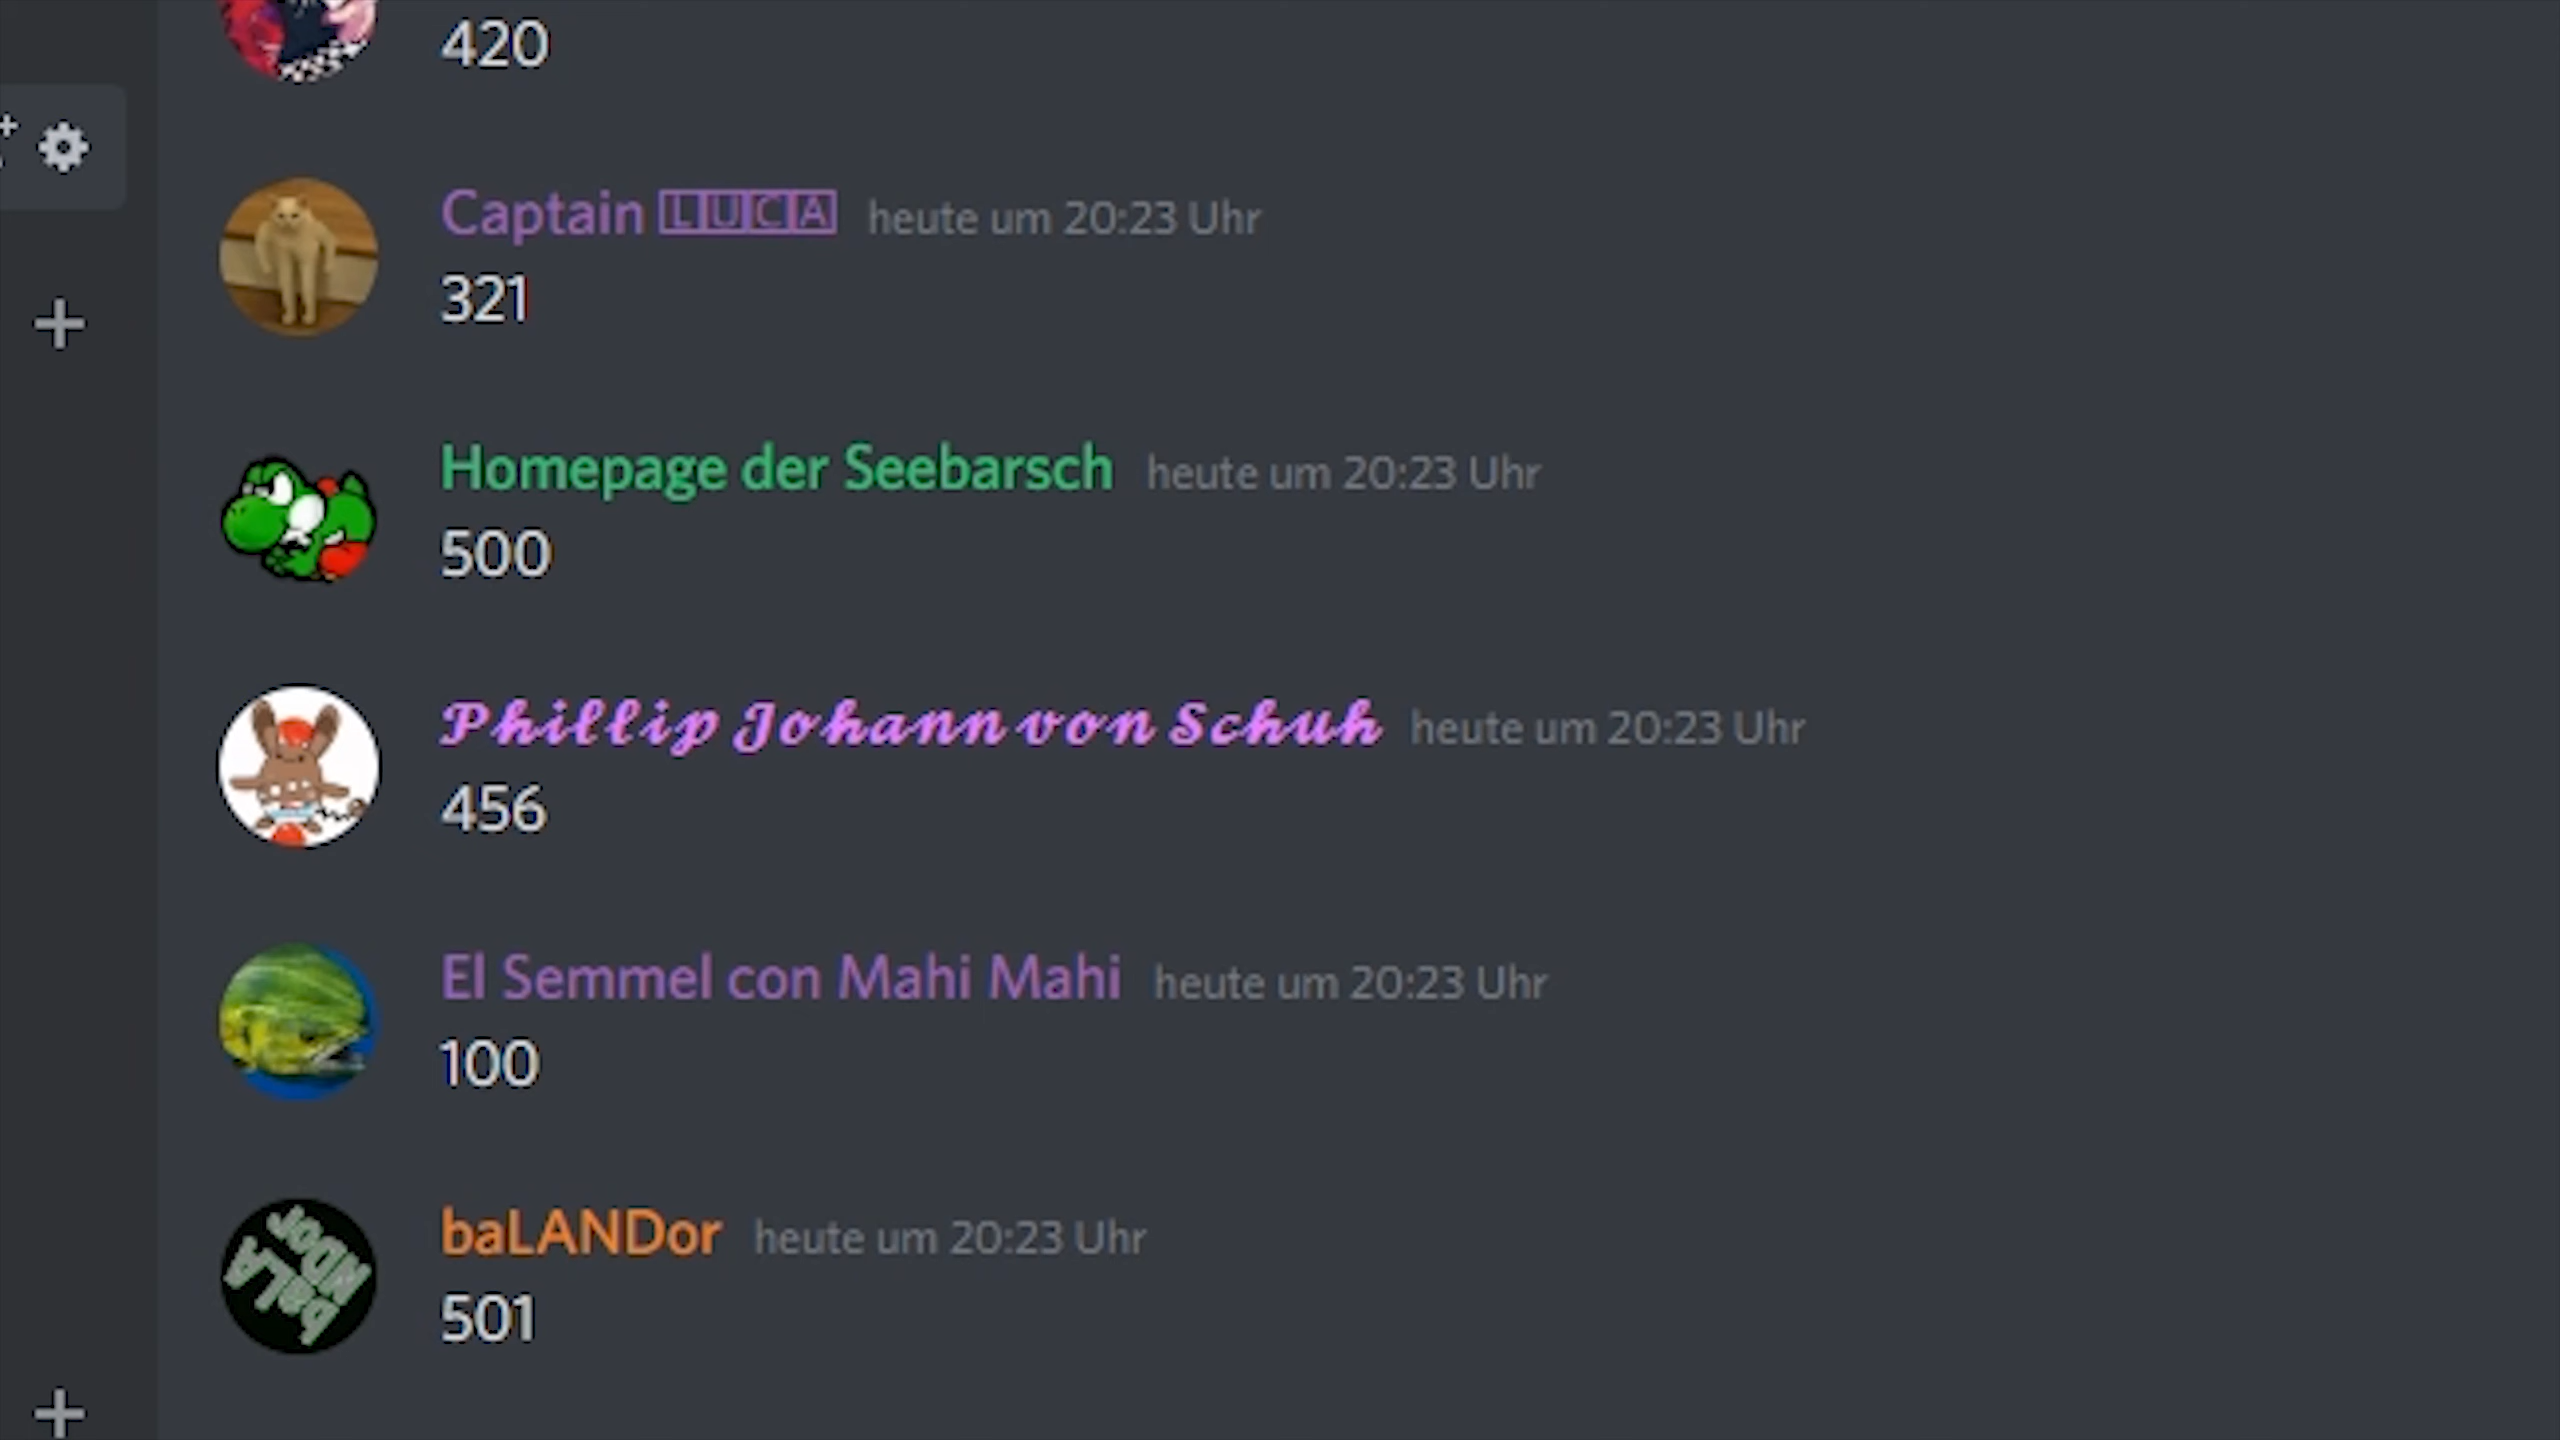 420
Captain 🄻🅄🄲🄰 heute um 20:23 Uhr
321
Homepage der Seebarsch heute um 20:23 Uhr
500
𝓟𝓱𝓲𝓵𝓵𝓲𝓹 𝓙𝓸𝓱𝓪𝓷𝓷 𝓿𝓸𝓷 𝓢𝓬𝓱𝓾𝓱 heute um 20:23 Uhr
456
El Semmel con Mahi Mahi heute um 20:23 Uhr
100
baLANDor heute um 20:23 Uhr
501
baLANDor